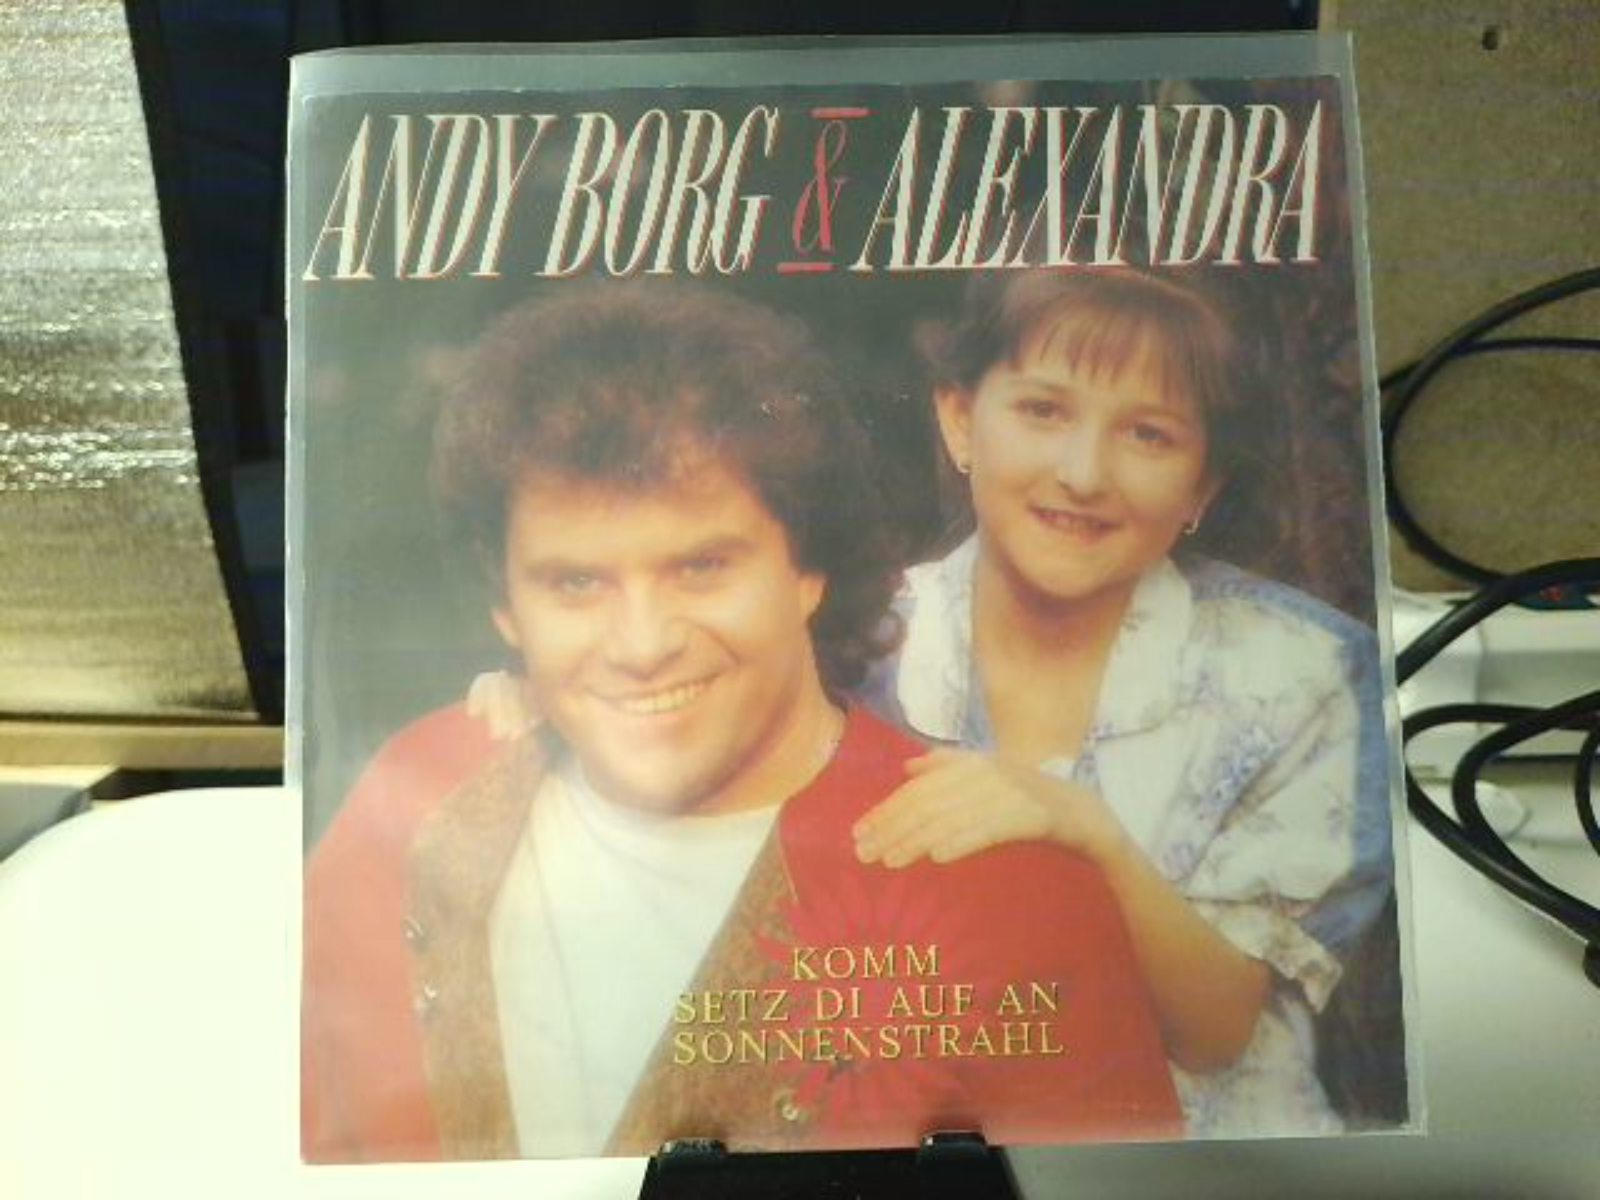 ANDY BORG & ALEXANDRA
KOMM
SETZ DI AUF AN
SONNENSTRAHL